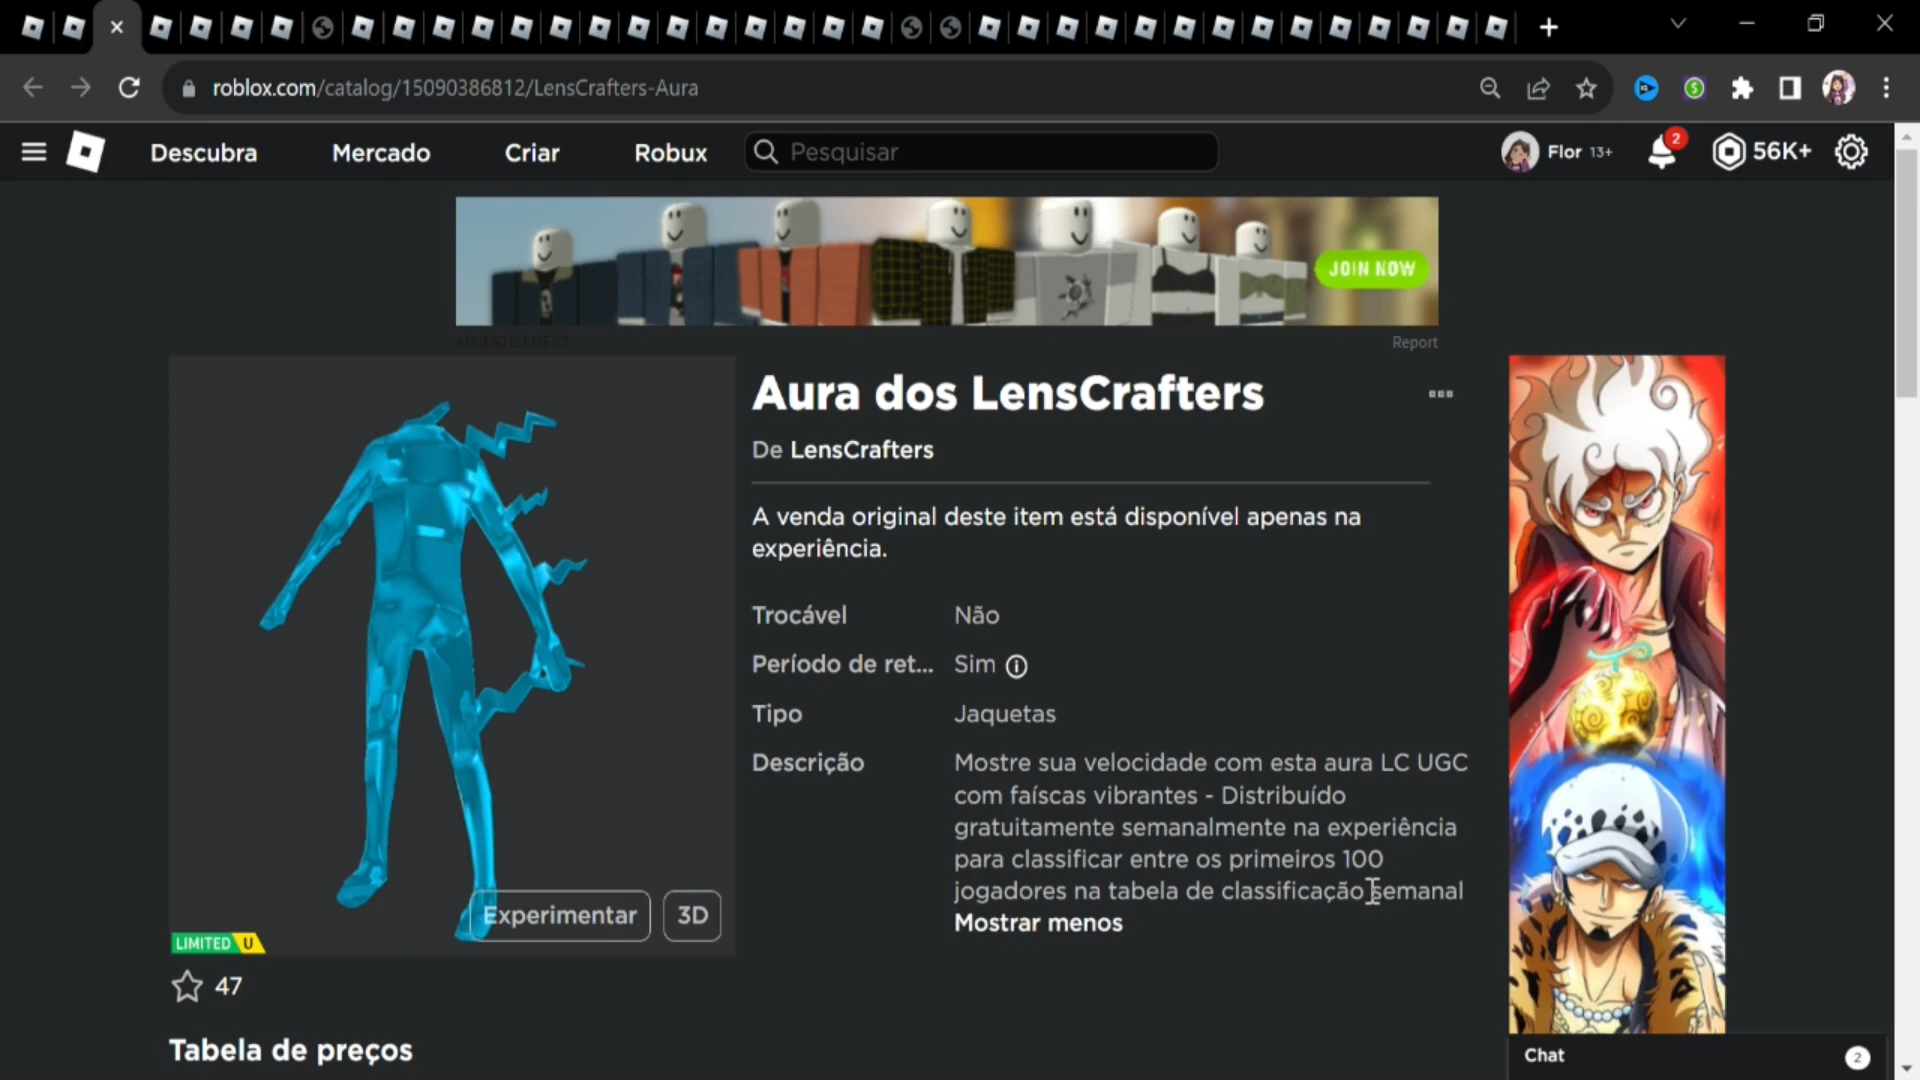 roblox.com/catalog/15090386812/LensCrafters-Aura
Descubra
Mercado
Criar
Robux
Pesquisar
Flor 13+
2
56K+
JOIN NOW
ADVERTISEMENT
Report
Aura dos LensCrafters
De LensCrafters
A venda original deste item está disponível apenas na
experiência.
Trocável Não
Período de ret... Sim
Tipo Jaquetas
Descrição Mostre sua velocidade com esta aura LC UGC
com faíscas vibrantes - Distribuído
gratuitamente semanalmente na experiência
para classificar entre os primeiros 100
jogadores na tabela de classificação semanal
Mostrar menos
Experimentar
3D
LIMITED U
47
Tabela de preços
Chat
2